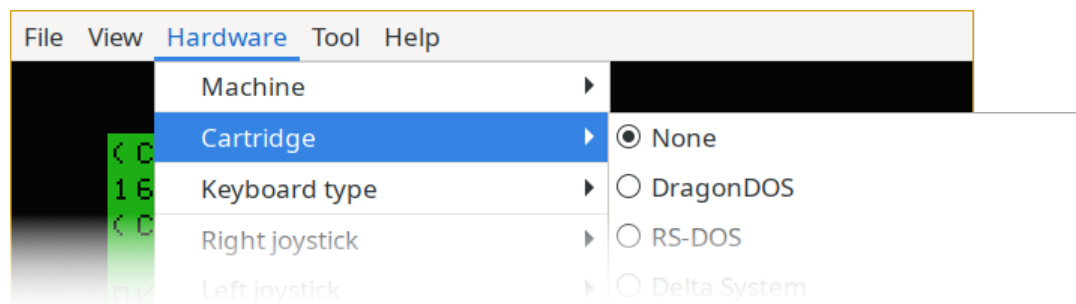 File View Hardware Tool Help
Machine
Cartridge
Keyboard type
Right joystick
Left joystick
None
DragonDOS
RS-DOS
Delta System
(C
16
(C